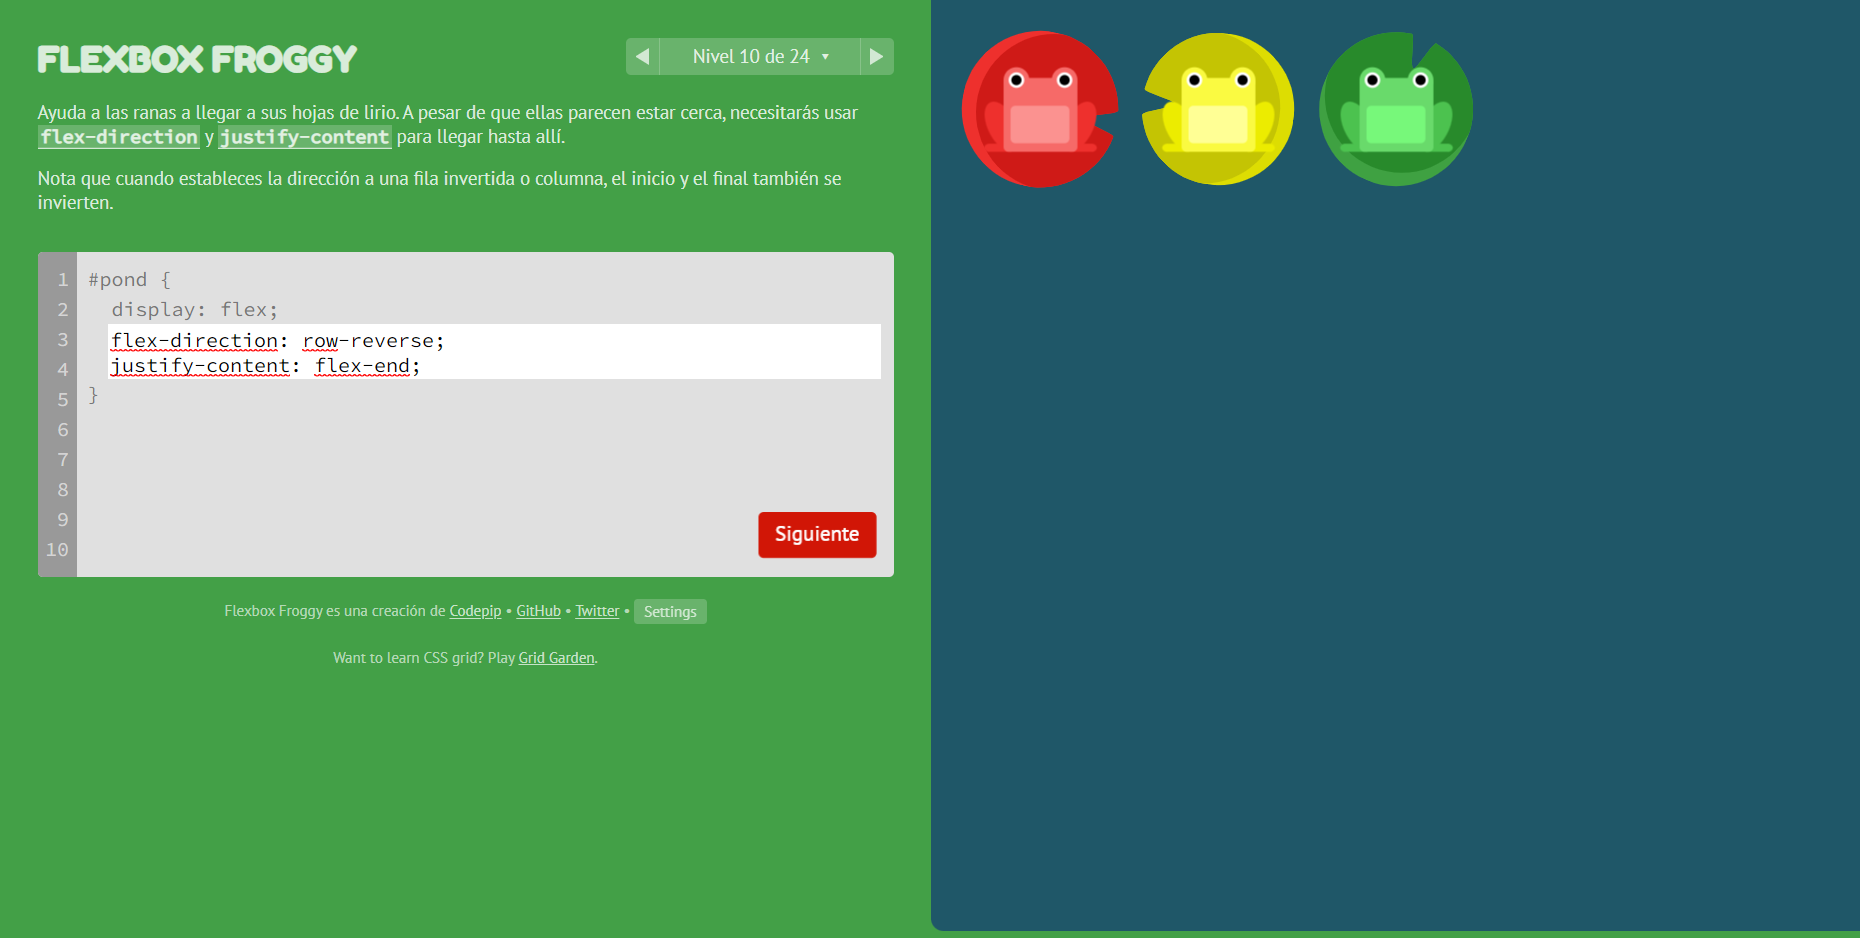 FLEXBOX FROGGY
Nivel 10 de 24
Ayuda a las ranas a llegar a sus hojas de lirio. A pesar de que ellas parecen estar cerca, necesitarás usar
flex-direction y justify-content para llegar hasta allí.
Nota que cuando estableces la dirección a una fila invertida o columna, el inicio y el final también se
invierten.
1 #pond {
2 display: flex;
3 flex-direction: row-reverse;
4 justify-content: flex-end;
5 }
6
7
8
9
10
Siguiente
Flexbox Froggy es una creación de Codepip • GitHub • Twitter • Settings
Want to learn CSS grid? Play Grid Garden.